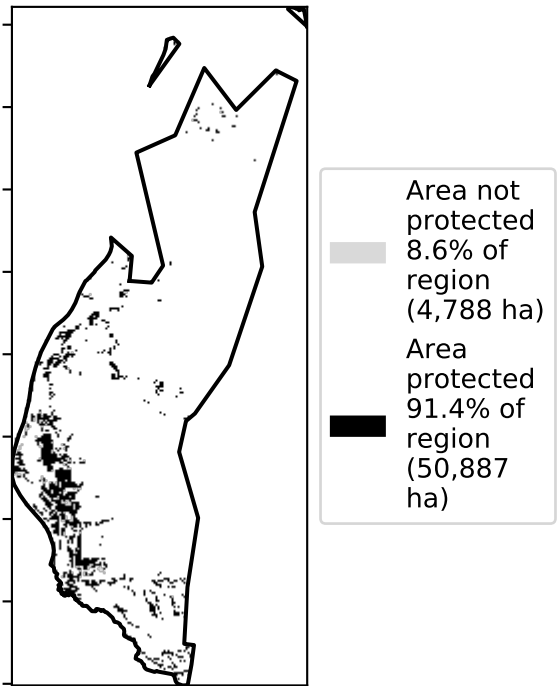 Area not
protected
8.6% of
region
(4,788 ha)
Area
protected
91.4% of
region
(50,887
ha)